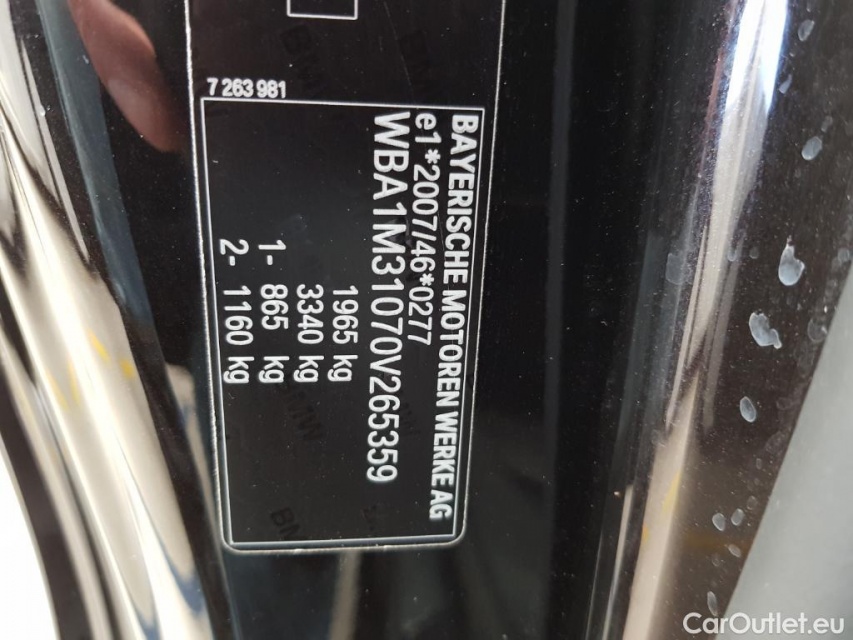 7 263 981
BAYERISCHE MOTOREN WERKE AG
e1*2007/46*0277
WBA1M31070V265359
1965 kg
3340 kg
1- 865 kg
2- 1160 kg
BMW
CarOutlet.eu